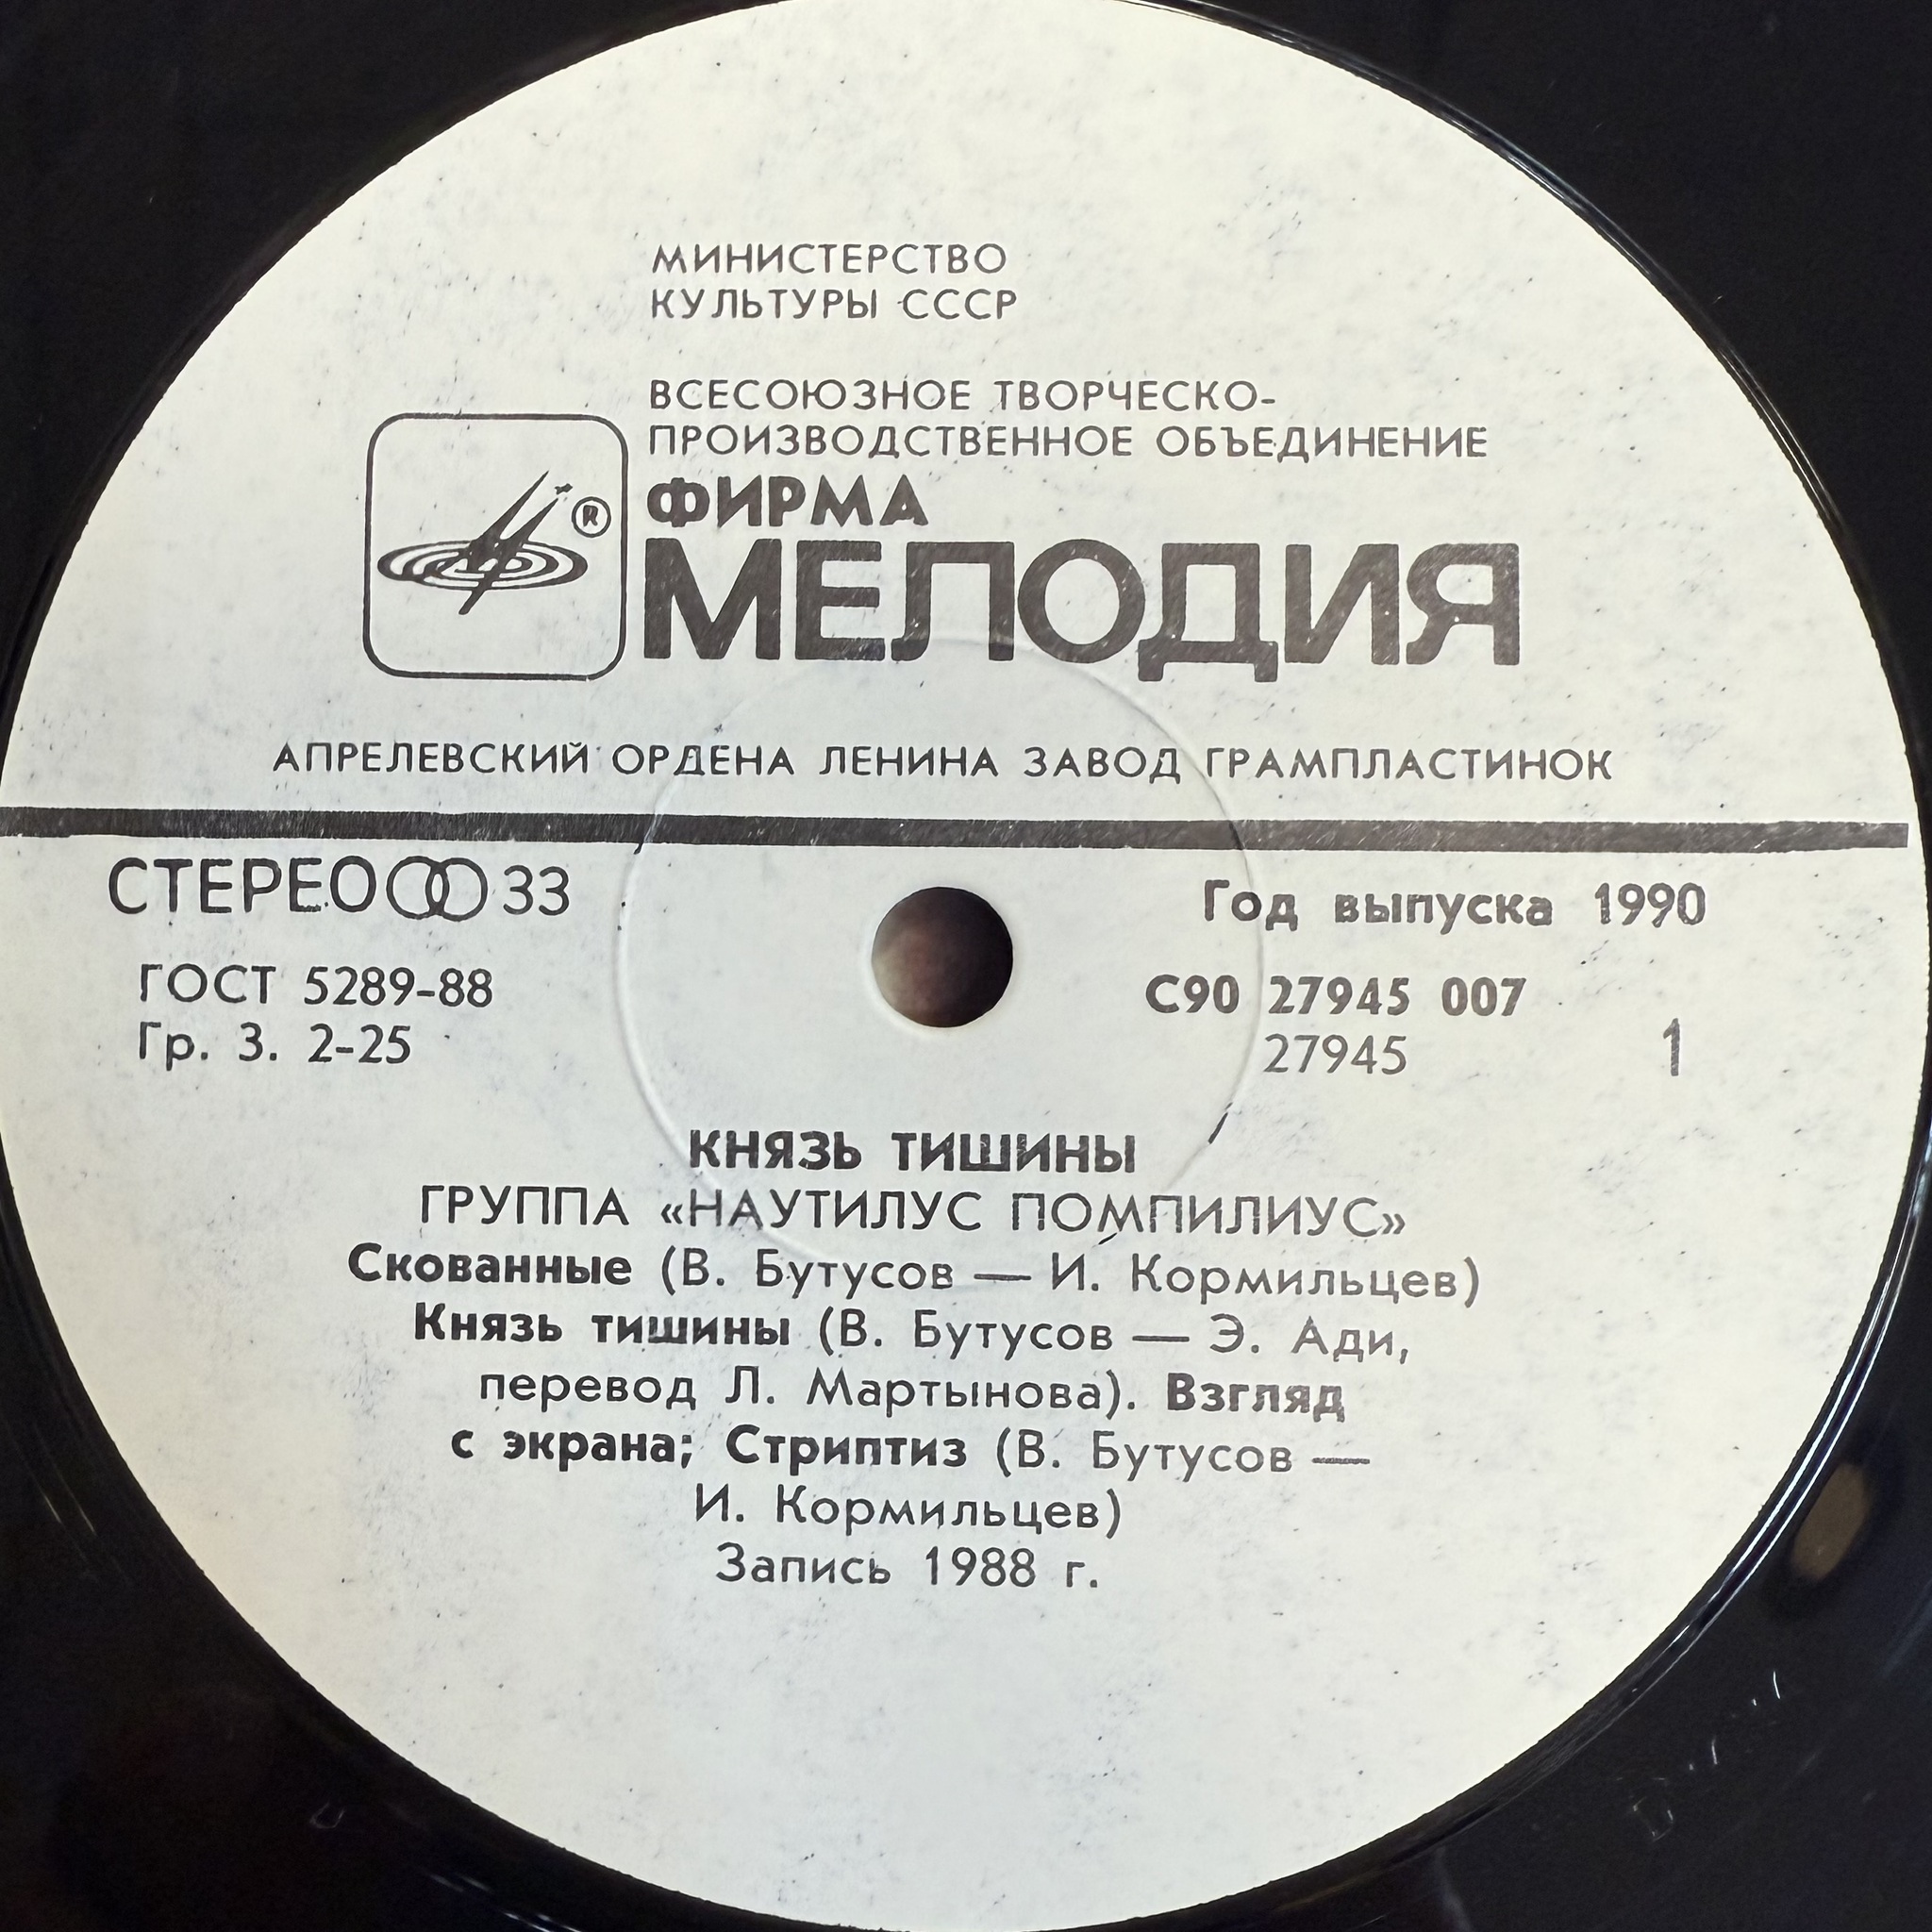 МИНИСТЕРСТВО
КУЛЬТУРЫ СССР
ВСЕСОЮЗНОЕ ТВОРЧЕСКО-
ПРОИЗВОДСТВЕННОЕ ОБЪЕДИНЕНИЕ
®
ФИРМА
МЕЛОДИЯ
АПРЕЛЕВСКИЙ ОРДЕНА ЛЕНИНА ЗАВОД ГРАМПЛАСТИНОК
СТЕРЕО 33
Год выпуска 1990
ГОСТ 5289-88
С90 27945 007
Гр. 3. 2-25
27945 1
КНЯЗЬ ТИШИНЫ
ГРУППА «НАУТИЛУС ПОМПИЛИУС»
Скованные (В. Бутусов — И. Кормильцев)
Князь тишины (В. Бутусов — Э. Ади,
перевод Л. Мартынова). Взгляд
с экрана; Стриптиз (В. Бутусов —
И. Кормильцев)
Запись 1988 г.